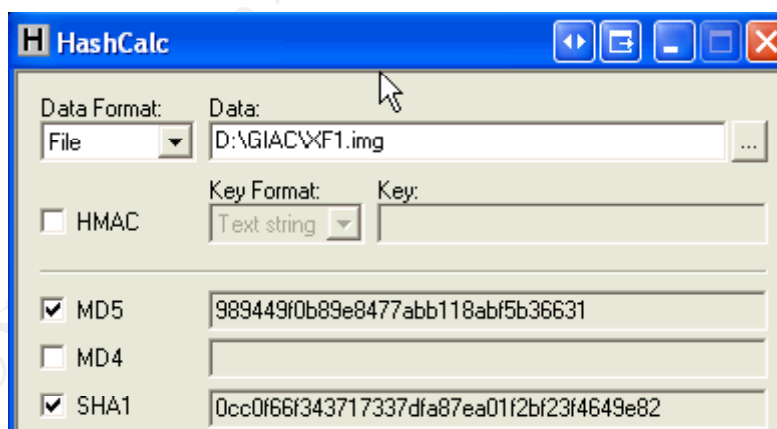 H HashCalc
Data Format: Data:
File D:\GIAC\XF1.img ...
Key Format: Key:
HMAC Text string
MD5 989449f0b89e8477abb118abf5b36631
MD4
SHA1 0cc0f66f343717337dfa87ea01f2bf23f4649e82